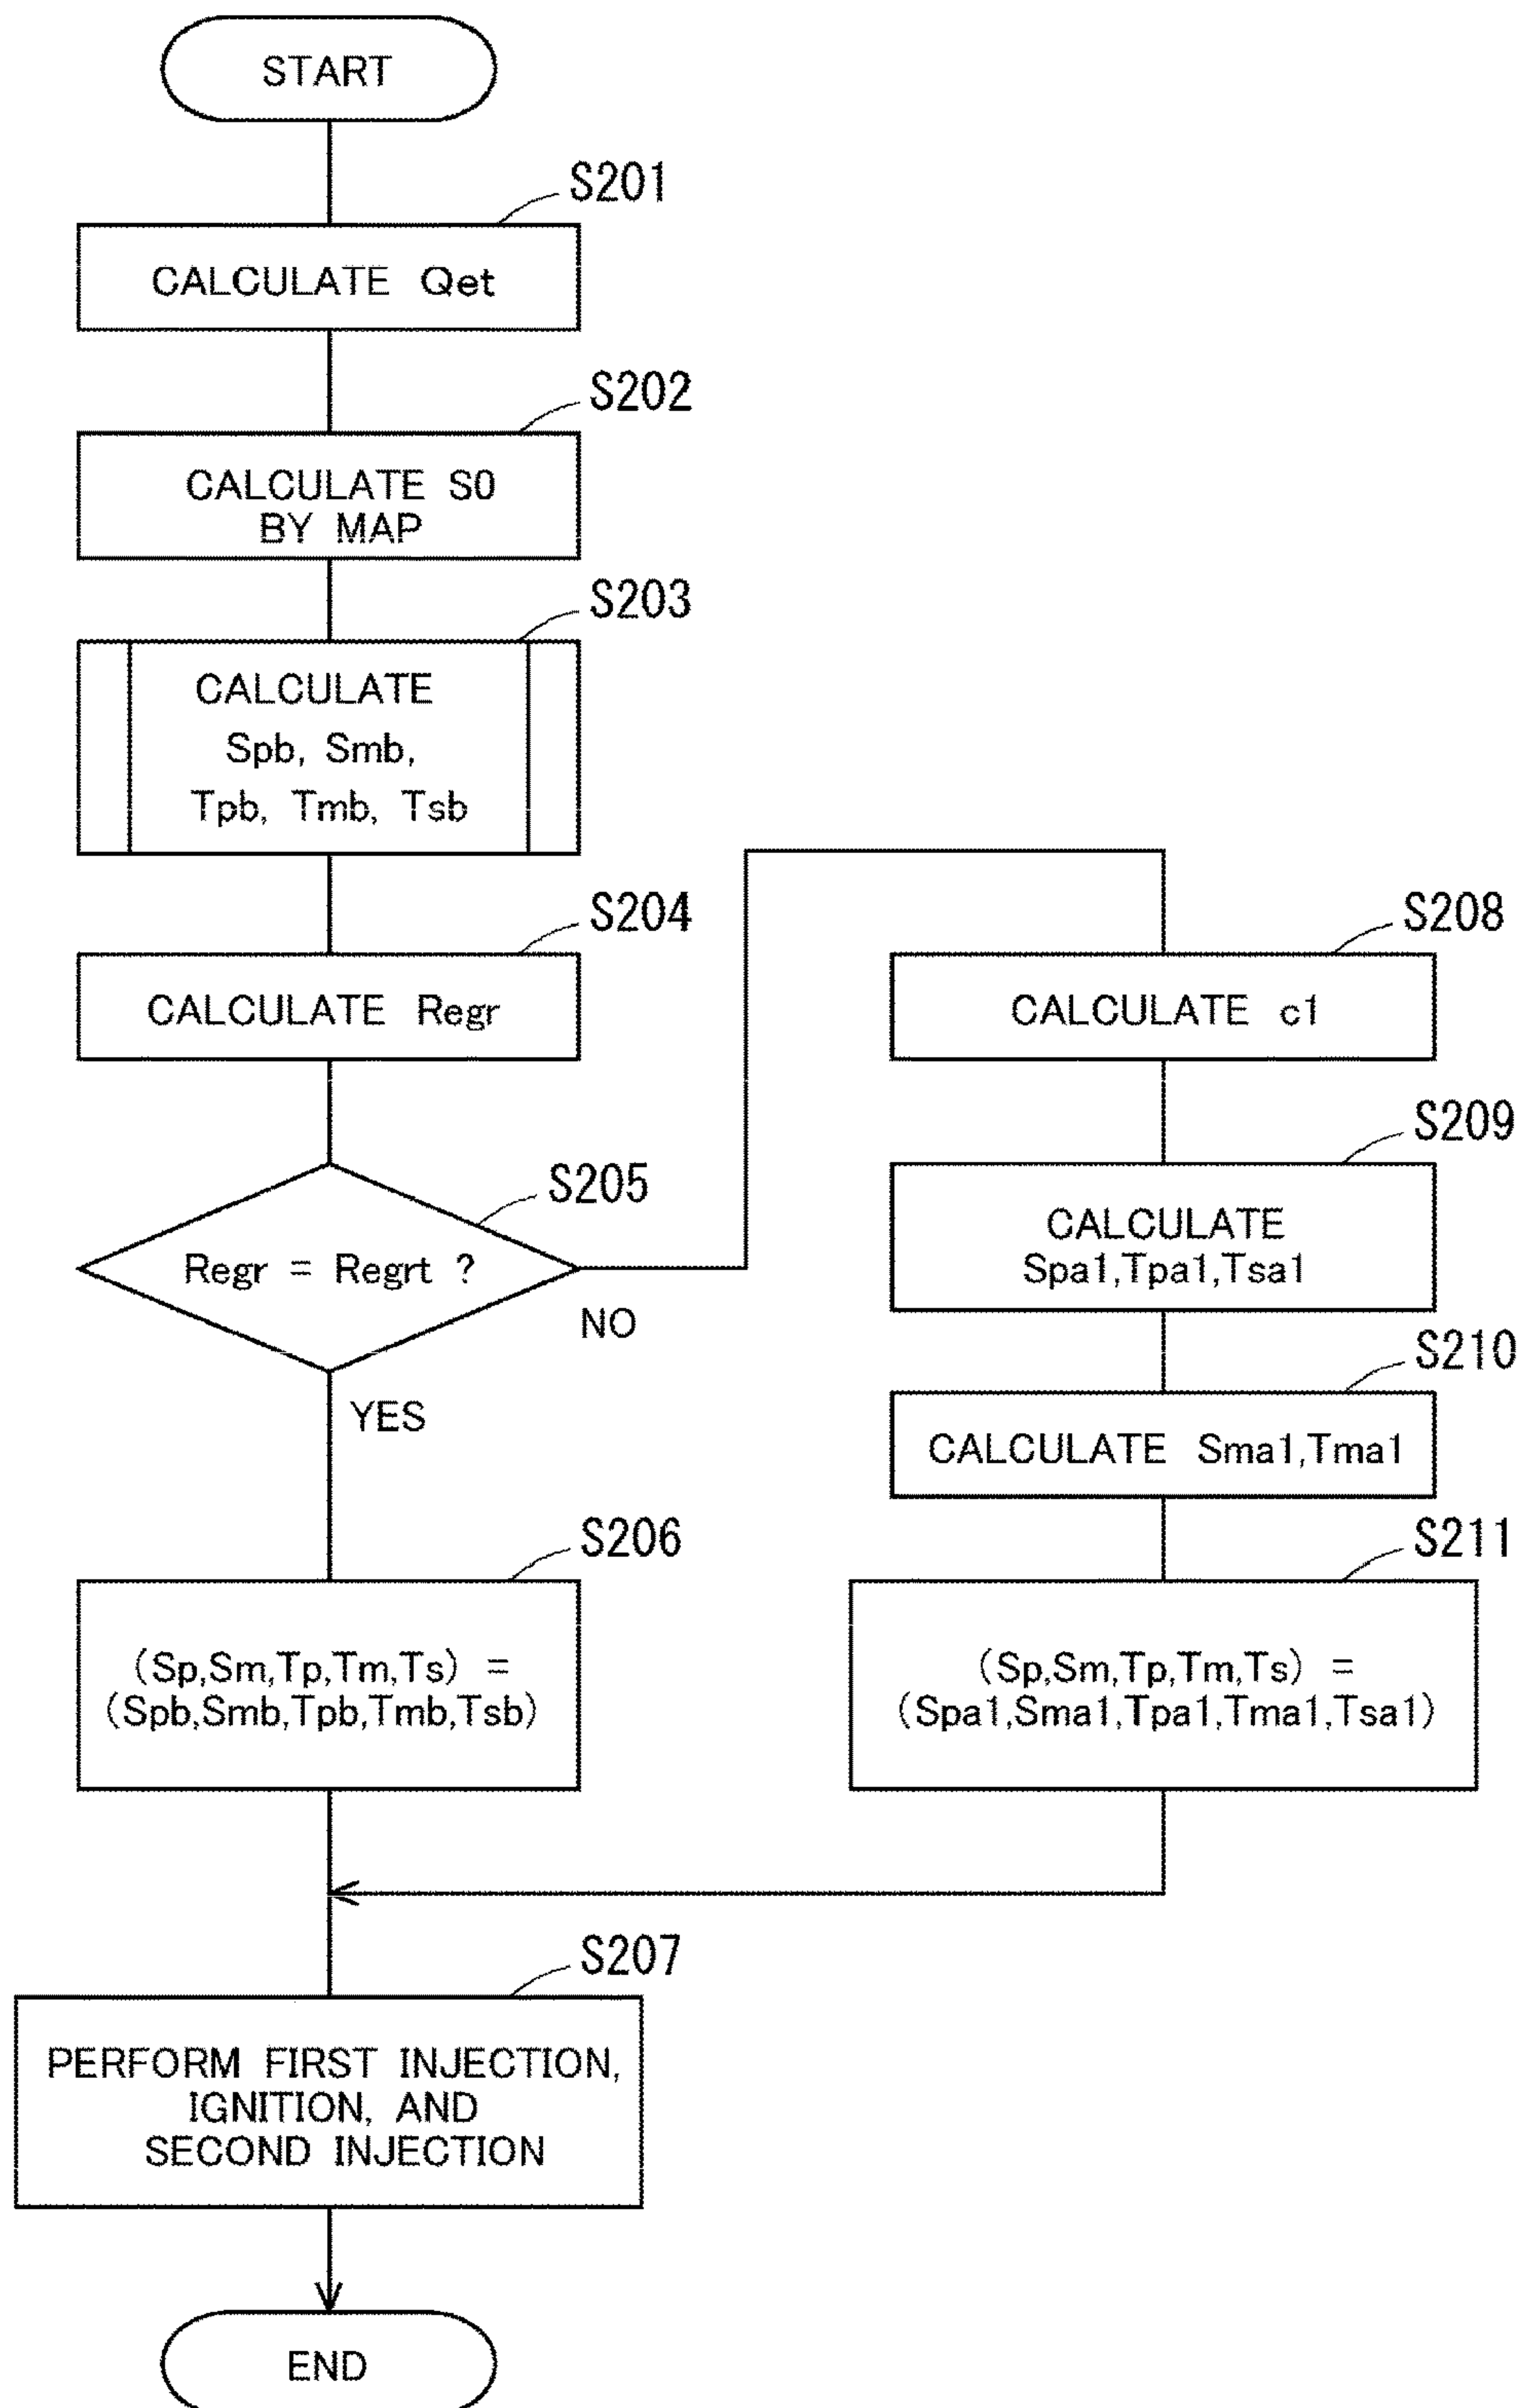 START
S201
CALCULATE Qet
S202
CALCULATE S0
BY MAP
S203
CALCULATE
Spb, Smb,
Tpb, Tmb, Tsb
S204
CALCULATE Regr
S205
Regr = Regrt ?
NO
YES
S206
(Sp,Sm,Tp,Tm,Ts) =
(Spb,Smb,Tpb,Tmb,Tsb)
S208
CALCULATE c1
S209
CALCULATE
Spa1,Tpa1,Tsa1
S210
CALCULATE Sma1,Tma1
S211
(Sp,Sm,Tp,Tm,Ts) =
(Spa1,Sma1,Tpa1,Tma1,Tsa1)
S207
PERFORM FIRST INJECTION,
IGNITION, AND
SECOND INJECTION
END